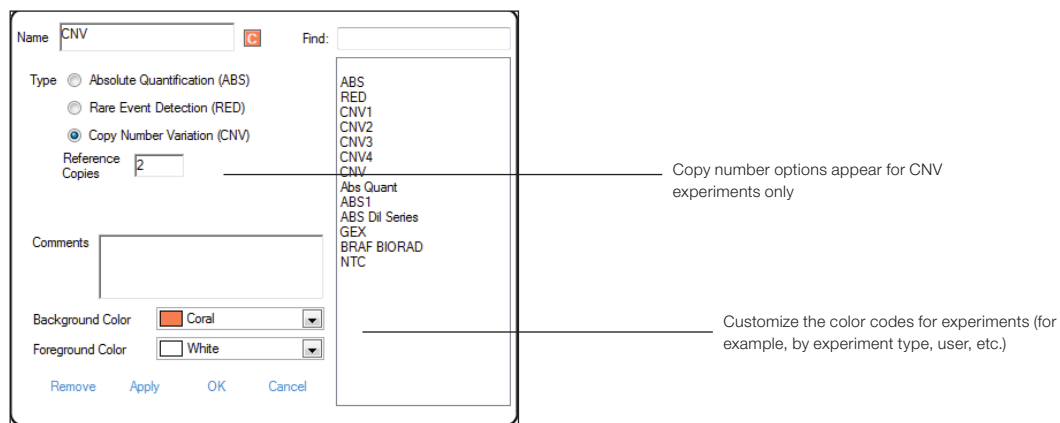 Name CNV C Find:
Type Absolute Quantification (ABS)
Rare Event Detection (RED)
Copy Number Variation (CNV)
Reference
Copies 2
Comments
Background Color Coral
Foreground Color White
Remove Apply OK Cancel
ABS
RED
CNV1
CNV2
CNV3
CNV4
CNV
Abs Quant
ABS1
ABS Dil Series
GEX
BRAF BIORAD
NTC
Copy number options appear for CNV
experiments only
Customize the color codes for experiments (for
example, by experiment type, user, etc.)